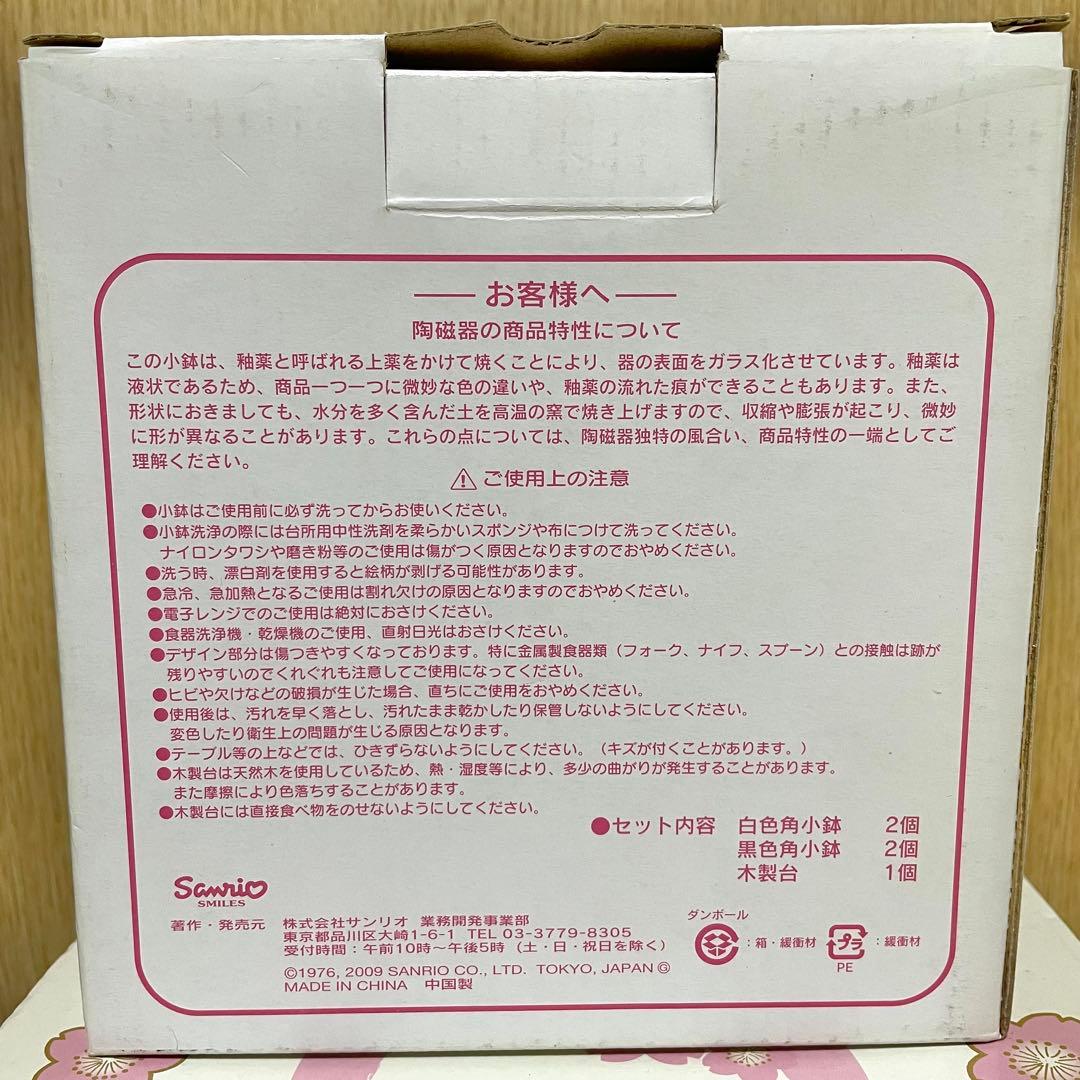 お客様へ
陶磁器の商品特性について
この小鉢は、釉薬と呼ばれる上薬をかけて焼くことにより、器の表面をガラス化させています。釉薬は
液状であるため、商品一つ一つに微妙な色の違いや、釉薬の流れた痕ができることもあります。また、
形状におきましても、水分を多く含んだ土を高温の窯で焼き上げますので、収縮や膨張が起こり、微妙
に形が異なることがあります。これらの点については、陶磁器独特の風合い、商品特性の一端としてご
理解ください。
⚠ ご使用上の注意
●小鉢はご使用前に必ず洗ってからお使いください。
●小鉢洗浄の際には台所用中性洗剤を柔らかいスポンジや布につけて洗ってください。
ナイロンタワシや磨き粉等のご使用は傷がつく原因となりますのでおやめください。
●洗う時、漂白剤を使用すると絵柄が剥げる可能性があります。
●急冷、急加熱となるご使用は割れ欠けの原因となりますのでおやめください。
●電子レンジでのご使用は絶対におさけください。
●食器洗浄機・乾燥機のご使用、直射日光はおさけください。
●デザイン部分は傷つきやすくなっております。特に金属製食器類（フォーク、ナイフ、スプーン）との接触は跡が
残りやすいのでくれぐれも注意してご使用になってください。
●ヒビや欠けなどの破損が生じた場合、直ちにご使用をおやめください。
●使用後は、汚れを早く落とし、汚れたまま乾かしたり保管しないようにしてください。
変色したり衛生上の問題が生じる原因となります。
●テーブル等の上などでは、ひきずらないようにしてください。（キズが付くことがあります。）
●木製台は天然木を使用しているため、熱・湿度等により、多少の曲がりが発生することがあります。
また摩擦により色落ちすることがあります。
●木製台には直接食べ物をのせないようにしてください。
●セット内容 白色角小鉢 2個
黒色角小鉢 2個
木製台 1個
Sanrio
SMILES
著作・発売元 株式会社サンリオ 業務開発事業部
東京都品川区大崎1-6-1 TEL 03-3779-8305
受付時間：午前10時〜午後5時（土・日・祝日を除く）
©1976, 2009 SANRIO CO., LTD. TOKYO, JAPAN Ⓖ
MADE IN CHINA 中国製
ダンボール
：箱・緩衝材
プラ ：緩衝材
PE